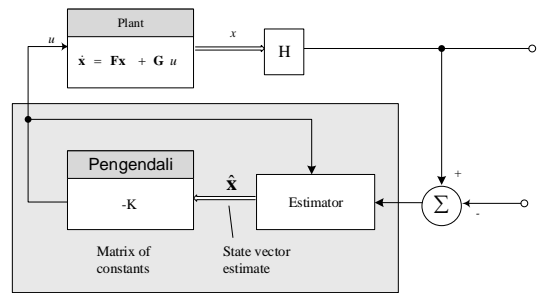 Plant
u
ẋ = Fx + G u
x
H
Pengendali
-K
x̂
Estimator
+
Σ
-
Matrix of
constants
State vector
estimate